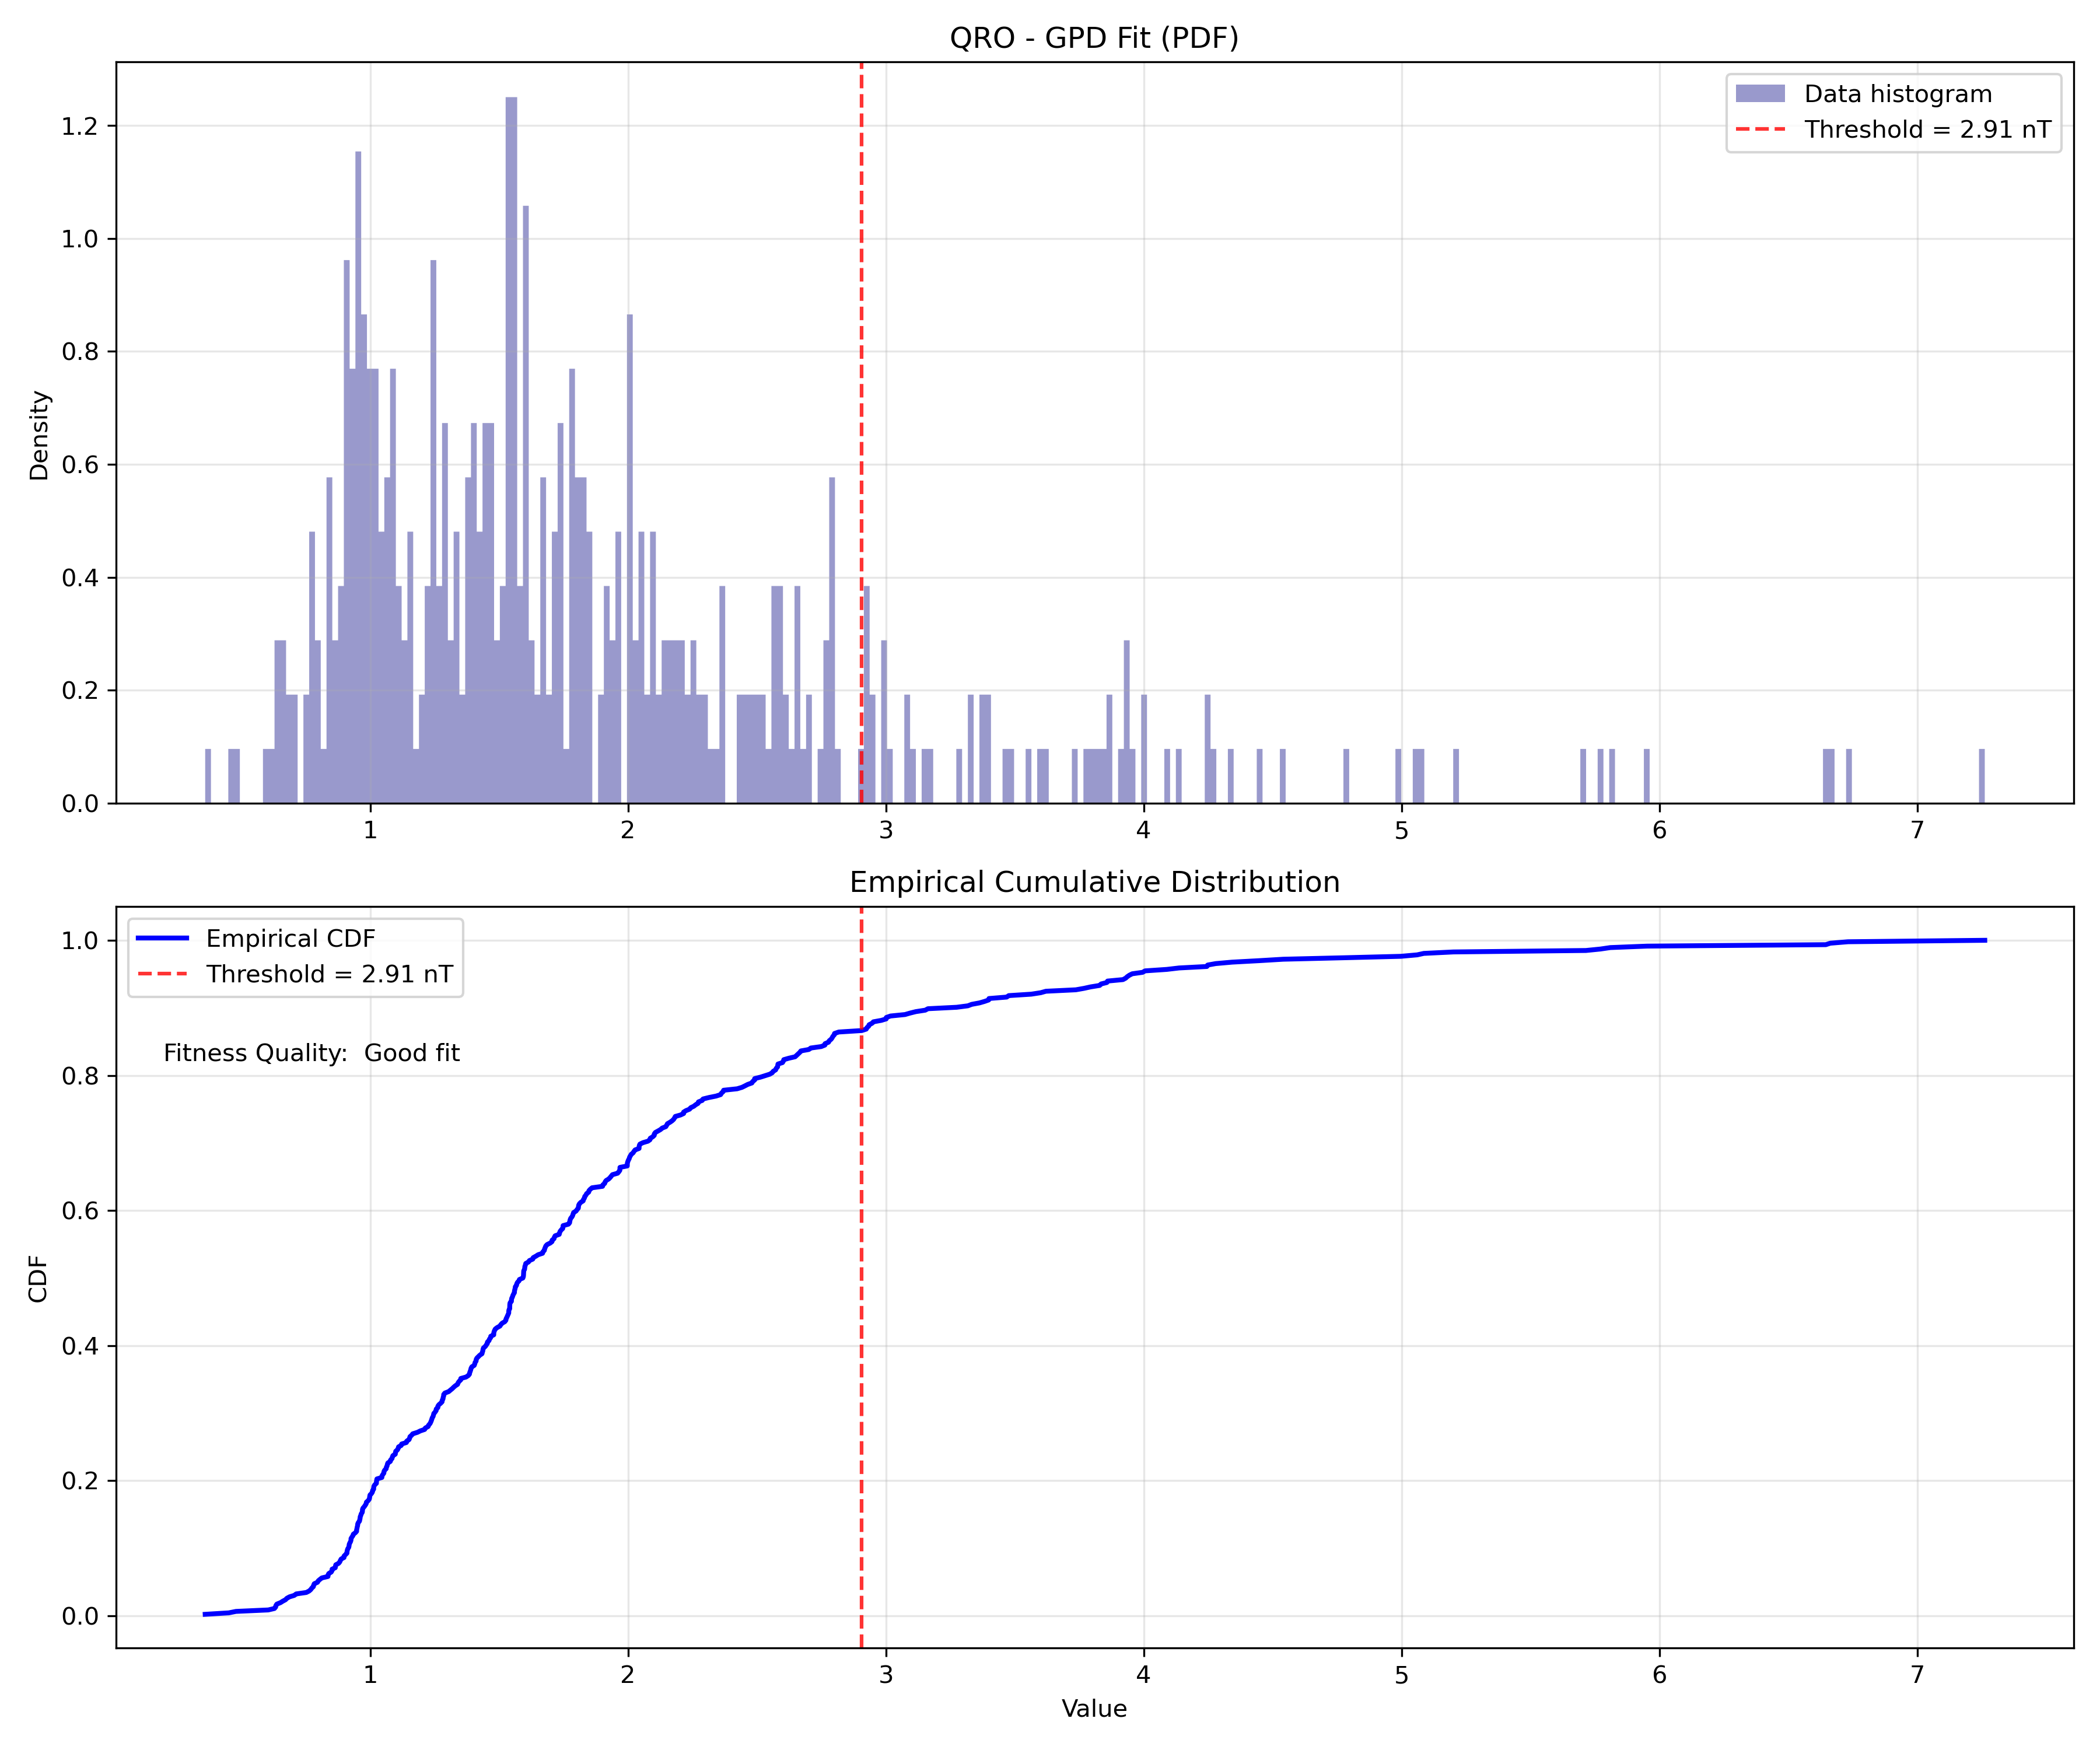 QRO - GPD Fit (PDF)
Data histogram
Threshold = 2.91 nT
Density
1.2
1.0
0.8
0.6
0.4
0.2
0.0
1 2 3 4 5 6 7
Empirical Cumulative Distribution
Empirical CDF
Threshold = 2.91 nT
Fitness Quality:  Good fit
CDF
1.0
0.8
0.6
0.4
0.2
0.0
1 2 3 4 5 6 7
Value